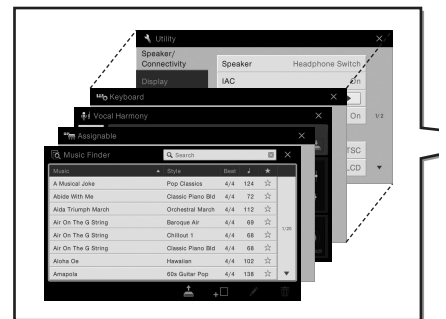 Utility
Speaker/
Connectivity
Speaker Headphone Switch
Display
IAC On
Keyboard
On 1/2
Vocal Harmony
Assignable
TSC
LCD
Music Finder Search
Music Style Beat
A Musical Joke Pop Classics 4/4 124
Abide With Me Classic Piano Bld 4/4 72
Aida Triumph March Orchestral March 4/4 112
Air On The G String Baroque Air 4/4 69
Air On The G String Chillout 1 4/4 68
Air On The G String Classic Piano Bld 4/4 68
Aloha Oe Hawaiian 4/4 102
Amapola 60s Guitar Pop 4/4 138
1/20